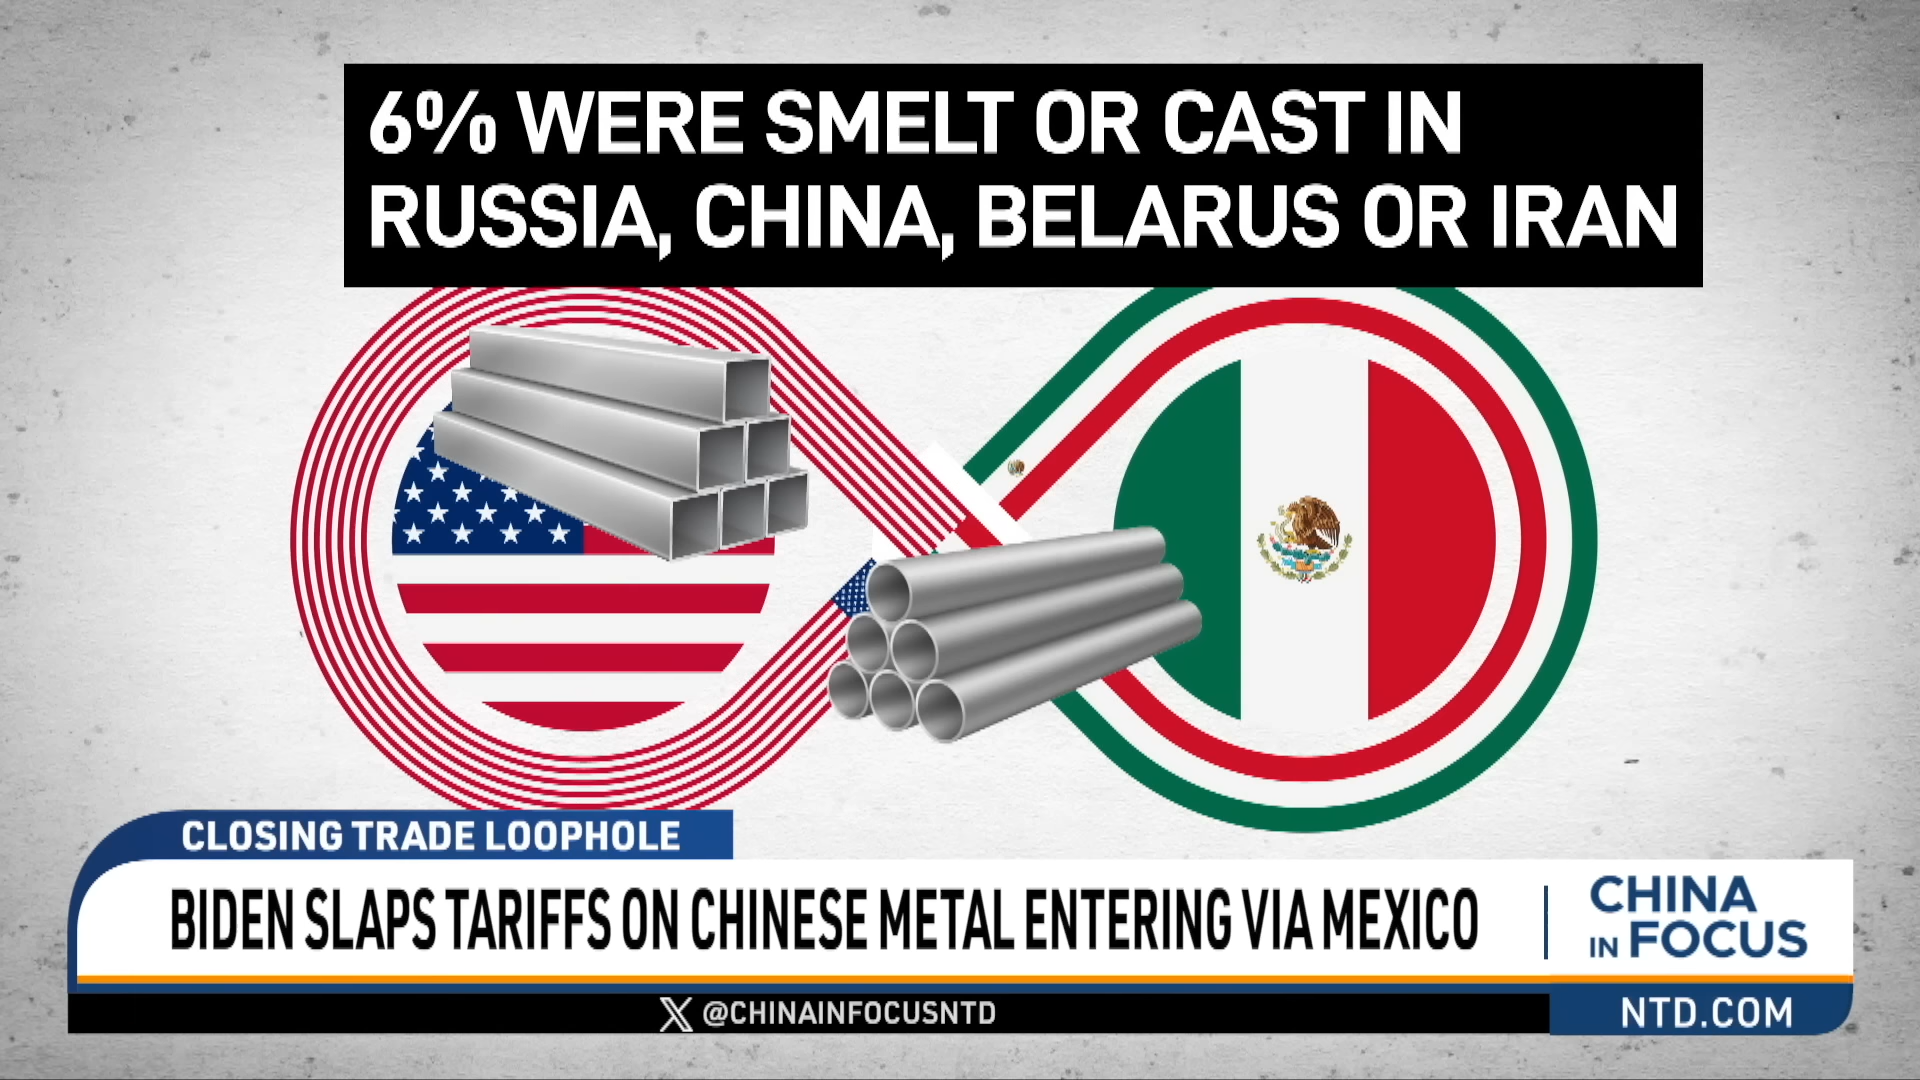 6% WERE SMELT OR CAST IN
RUSSIA, CHINA, BELARUS OR IRAN
CLOSING TRADE LOOPHOLE
BIDEN SLAPS TARIFFS ON CHINESE METAL ENTERING VIA MEXICO
CHINA
IN FOCUS
X @CHINAINFOCUSNTD
NTD.COM